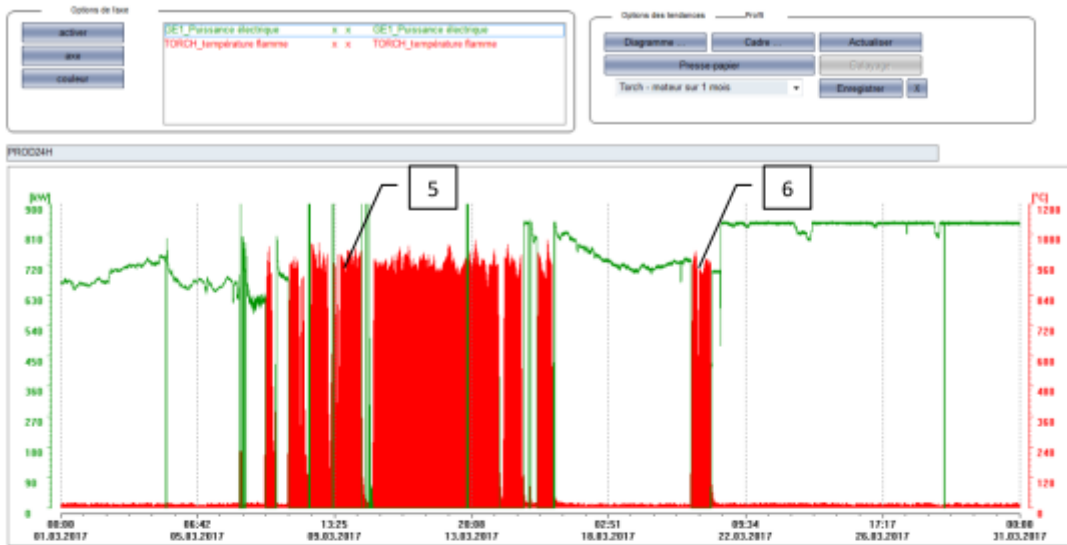 Options de l'axe
activer
axe
couleur
GE1_Puissance électrique x x GE1_Puissance électrique
TORCH_température flamme x x TORCH_température flamme
Options des tendances Profil
Diagramme ... Cadre ... Actualiser
Presse papier Balayage
Torch - moteur sur 1 mois Enregistrer X
PROD24H
5 6
[kW] [°C]
900 1200
810 1080
720 960
630 840
540 720
450 600
360 480
270 360
180 240
90 120
0 0
00:00 06:42 13:25 20:08 02:51 09:34 17:17 00:00
01.03.2017 05.03.2017 09.03.2017 13.03.2017 18.03.2017 22.03.2017 26.03.2017 31.03.2017